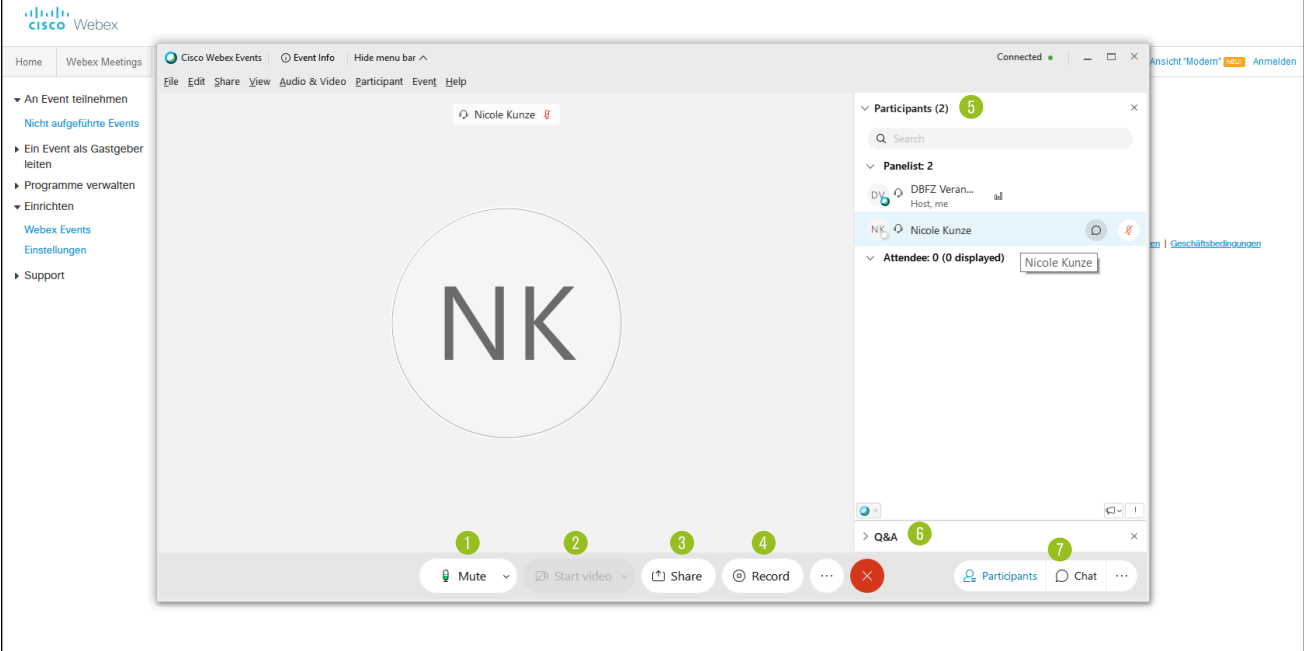 CISCO Webex
Home Webex Meetings
Ansicht "Modern" NEU! Anmelden
An Event teilnehmen
Nicht aufgeführte Events
Ein Event als Gastgeber
leiten
Programme verwalten
Einrichten
Webex Events
Einstellungen
Support
Cisco Webex Events Event Info Hide menu bar Connected
File Edit Share View Audio & Video Participant Event Help
Nicole Kunze
NK
Participants (2) 5
Search
Panelist: 2
DV DBFZ Veran...
Host, me
NK Nicole Kunze
Attendee: 0 (0 displayed)
Nicole Kunze
en | Geschäftsbedingungen
Q&A 6
1 2 3 4 7
Mute Start video Share Record ... Participants Chat ...